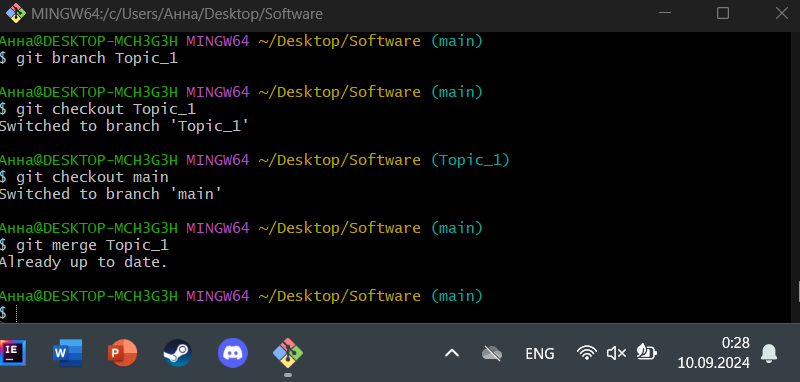 MINGW64:/c/Users/Анна/Desktop/Software
Анна@DESKTOP-MCH3G3H MINGW64 ~/Desktop/Software (main)
$ git branch Topic_1
Анна@DESKTOP-MCH3G3H MINGW64 ~/Desktop/Software (main)
$ git checkout Topic_1
Switched to branch 'Topic_1'
Анна@DESKTOP-MCH3G3H MINGW64 ~/Desktop/Software (Topic_1)
$ git checkout main
Switched to branch 'main'
Анна@DESKTOP-MCH3G3H MINGW64 ~/Desktop/Software (main)
$ git merge Topic_1
Already up to date.
Анна@DESKTOP-MCH3G3H MINGW64 ~/Desktop/Software (main)
$
IE
W
P
ENG
0:28
10.09.2024